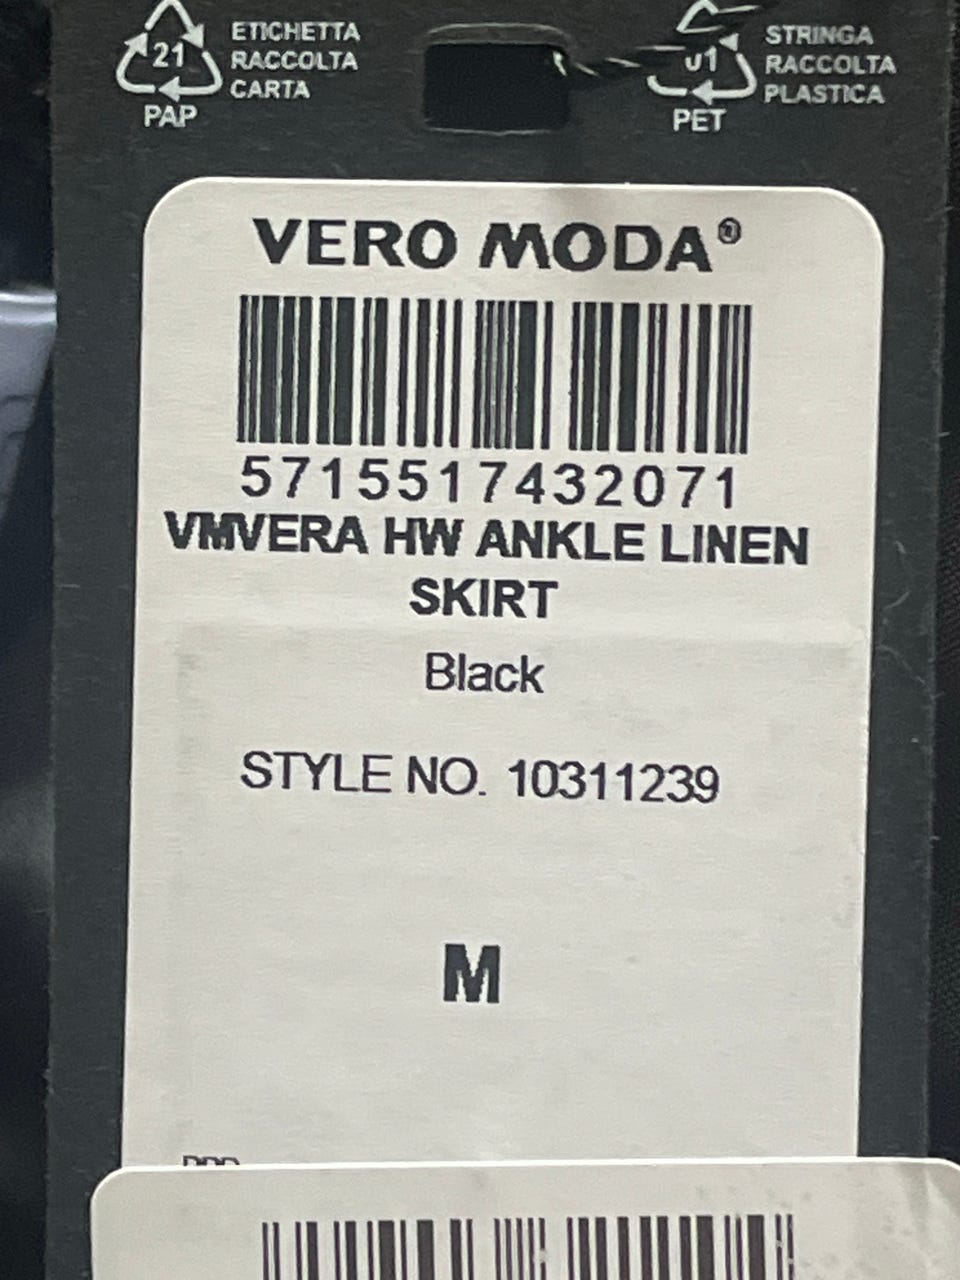 21
ETICHETTA
RACCOLTA
CARTA
PAP
01
STRINGA
RACCOLTA
PLASTICA
PET
VERO MODA®
5715517432071
VMVERA HW ANKLE LINEN
SKIRT
Black
STYLE NO. 10311239
M